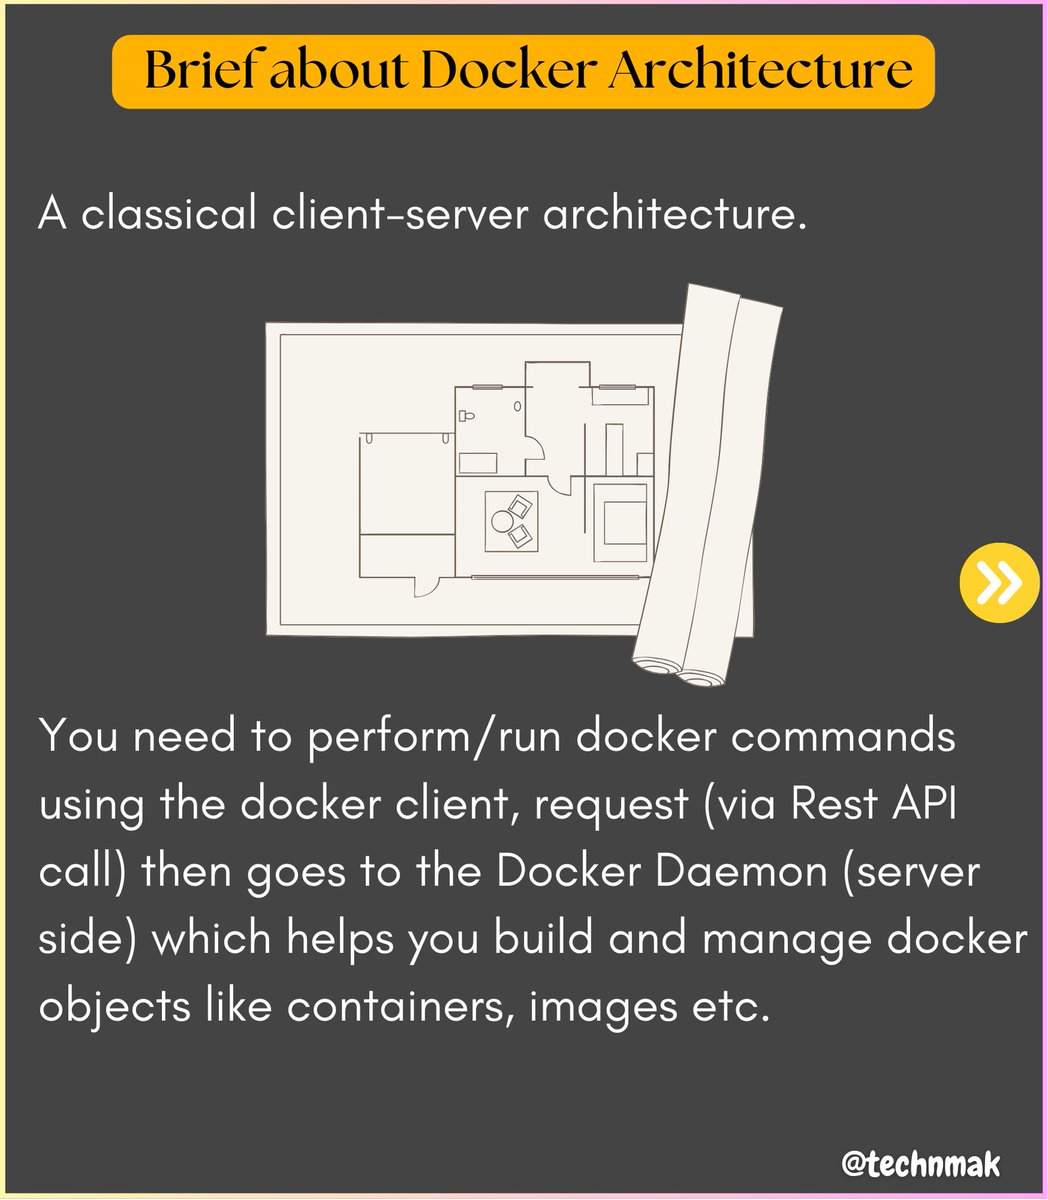 Brief about Docker Architecture
A classical client-server architecture.
You need to perform/run docker commands
using the docker client, request (via Rest API
call) then goes to the Docker Daemon (server
side) which helps you build and manage docker
objects like containers, images etc.
@technmak